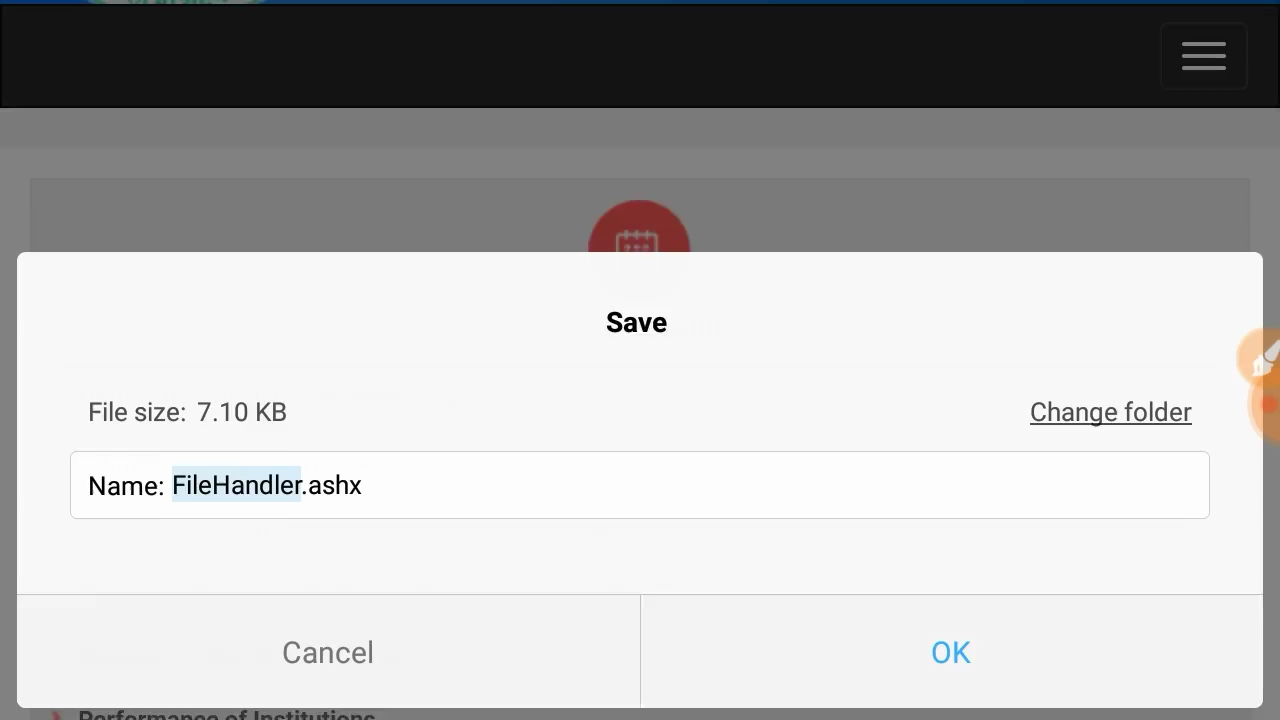 Save
File size: 7.10 KB
Change folder
Name: FileHandler.ashx
Cancel
OK
Performance of Institutions